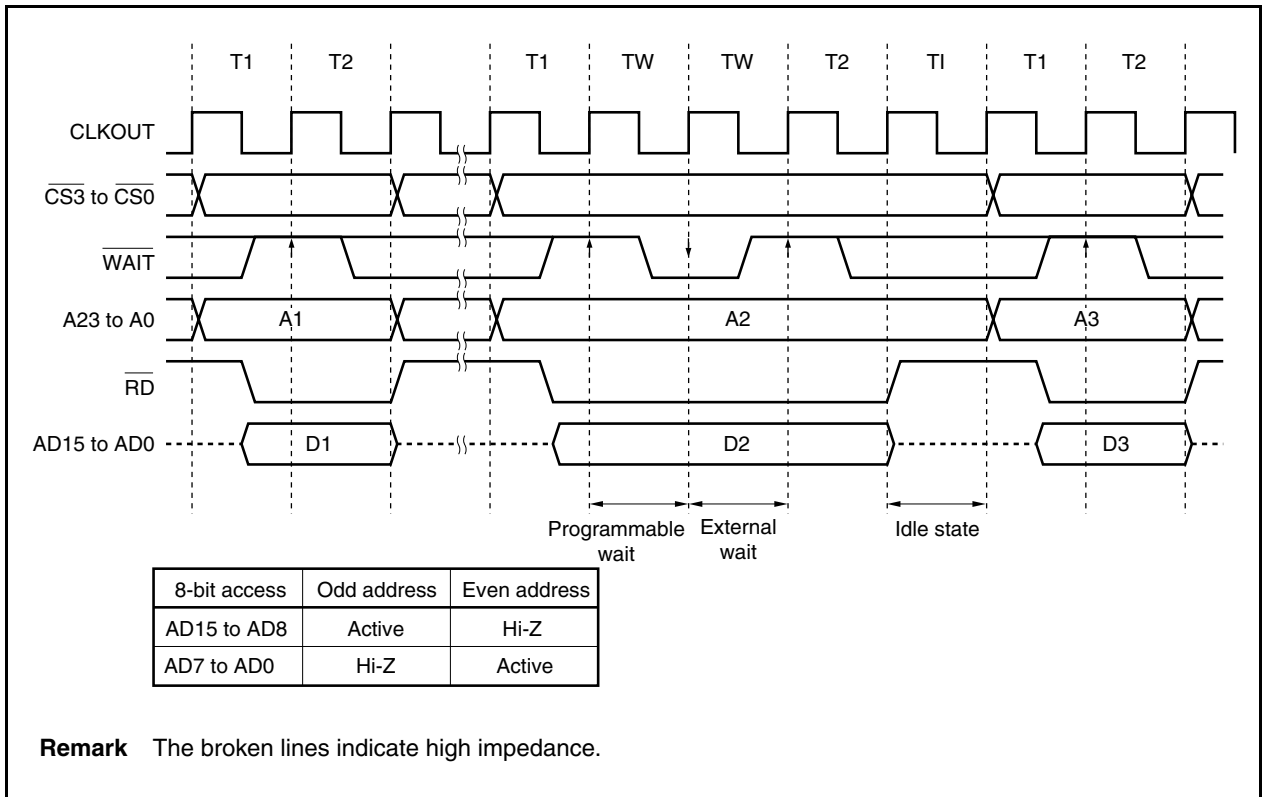 T1 T2 T1 TW TW T2 TI T1 T2
CLKOUT
CS3 to CS0
WAIT
A23 to A0 A1 A2 A3
RD
AD15 to AD0 D1 D2 D3
Programmable wait
External wait
Idle state
8-bit access Odd address Even address
AD15 to AD8 Active Hi-Z
AD7 to AD0 Hi-Z Active
Remark The broken lines indicate high impedance.